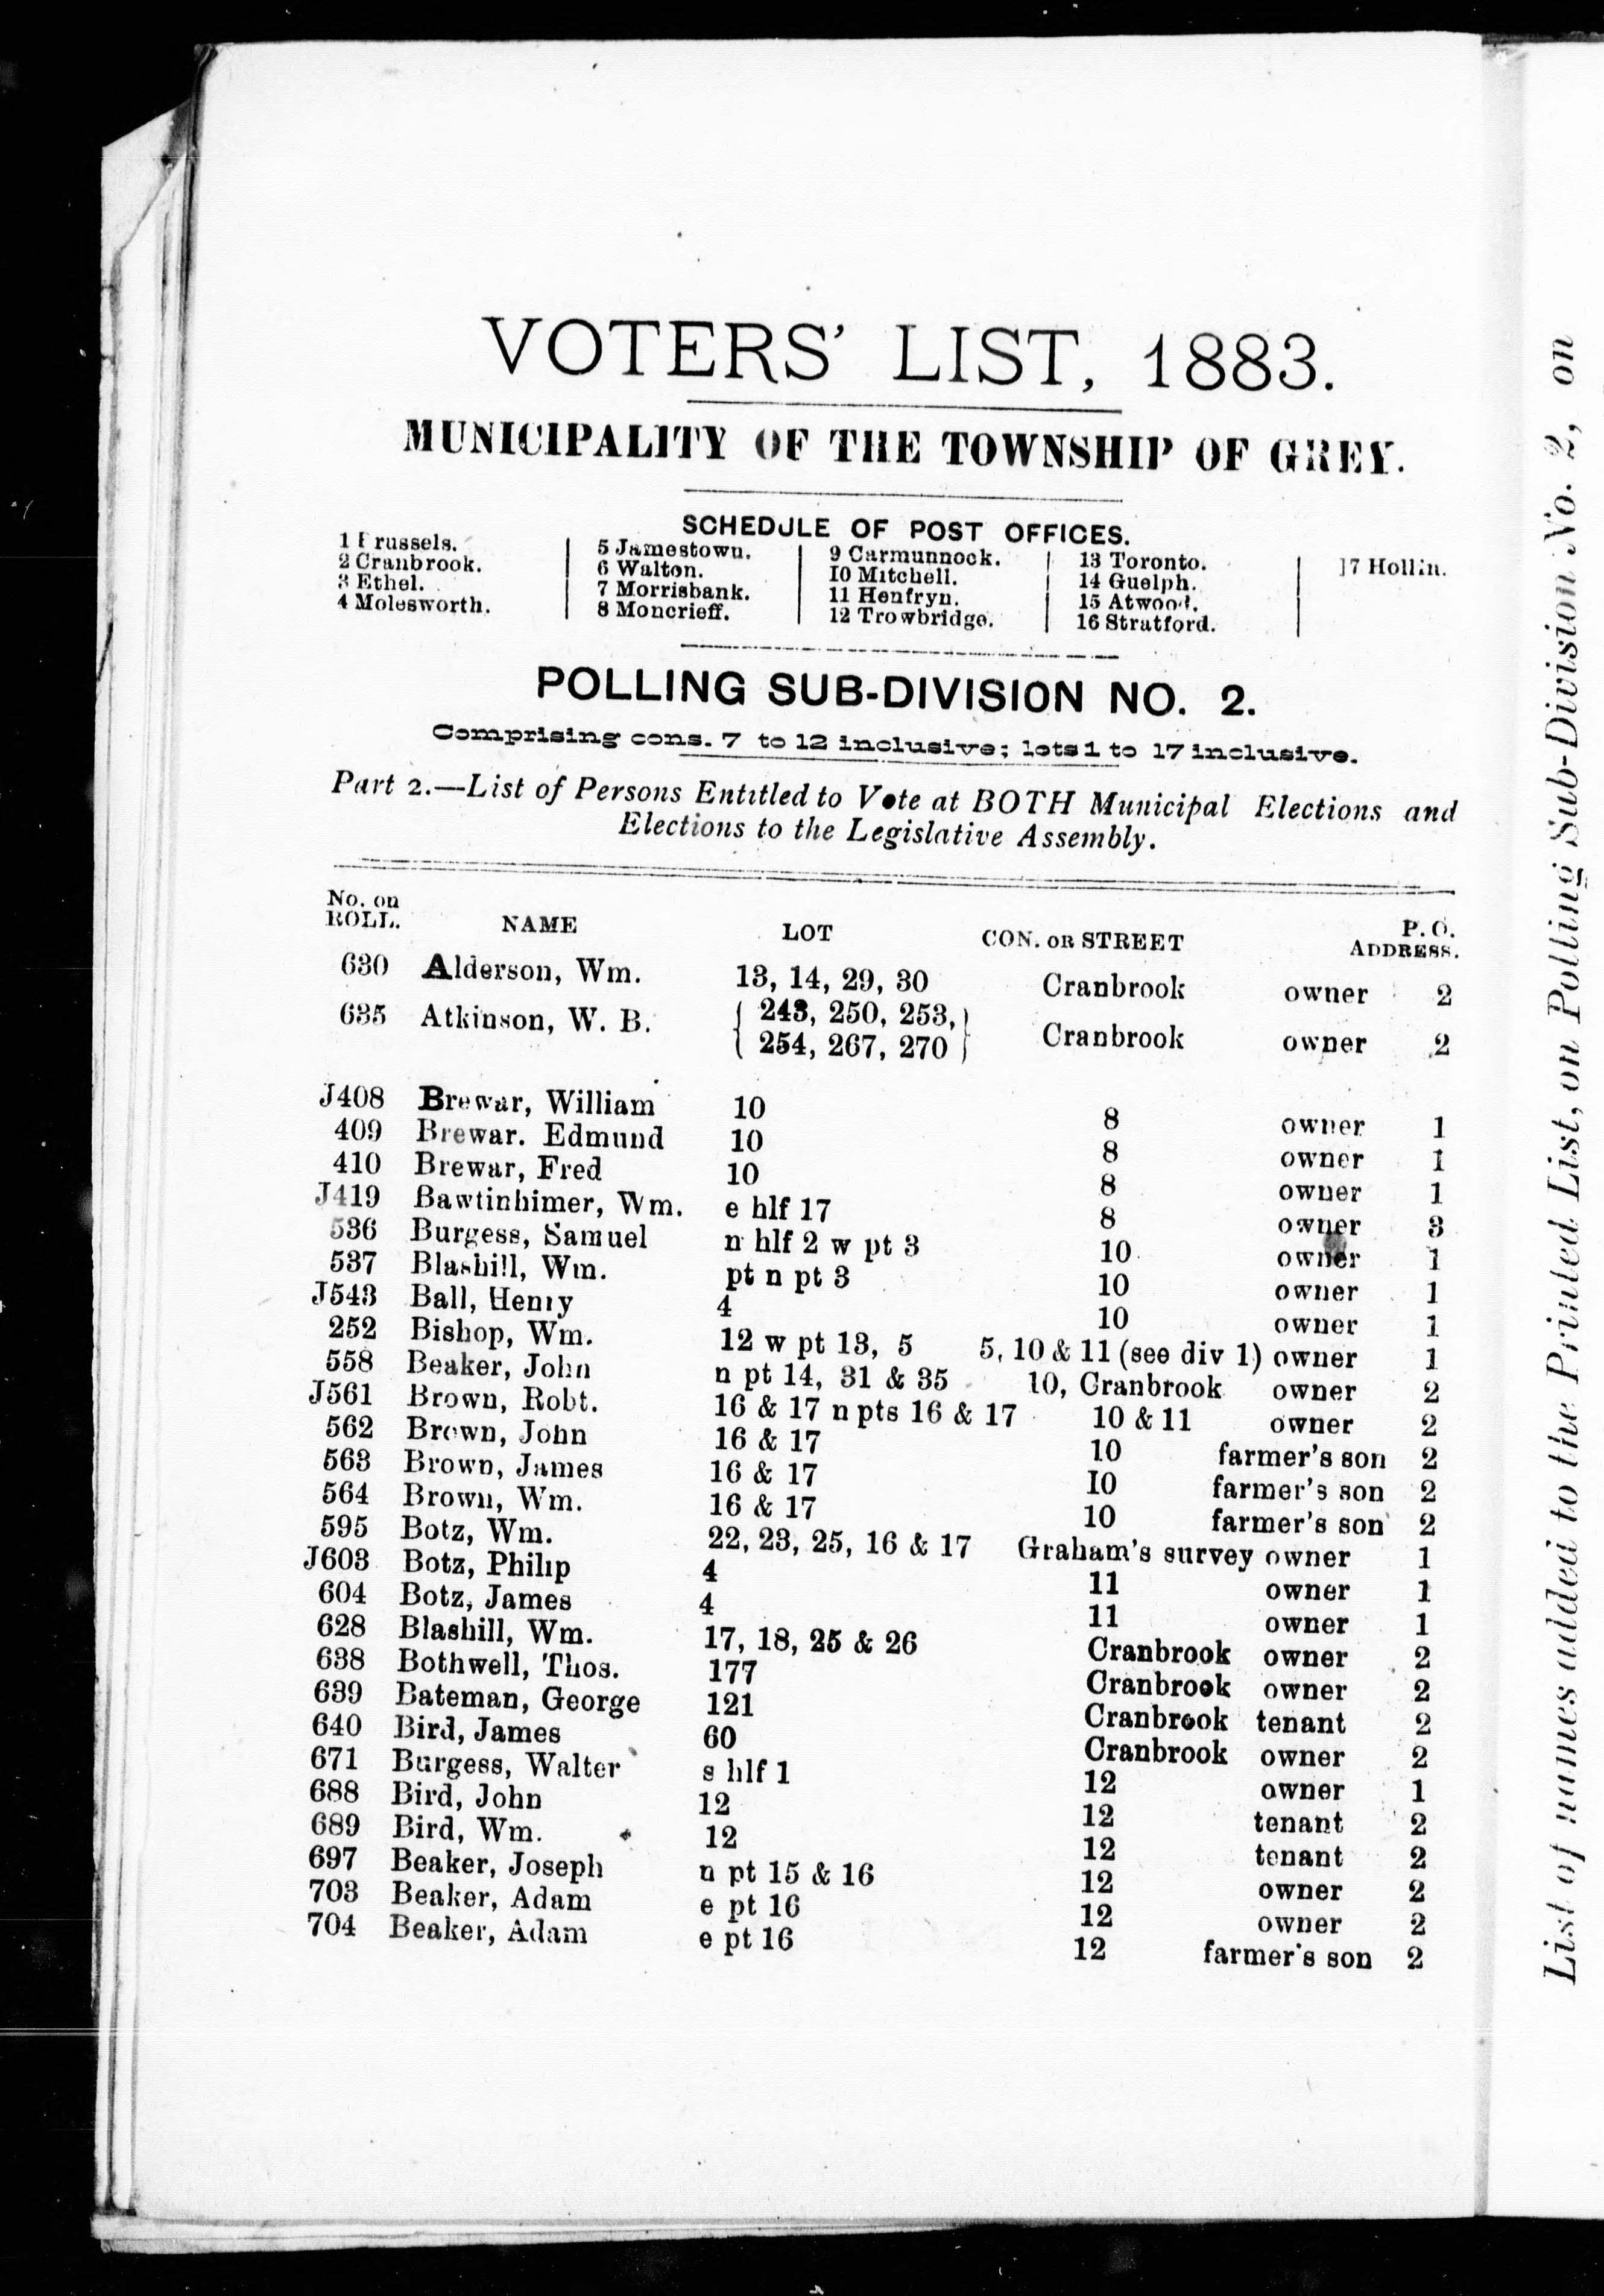 VOTERS' LIST, 1883.
MUNICIPALITY OF THE TOWNSHIP OF GREY.
SCHEDULE OF POST OFFICES.
1 Brussels. 5 Jamestown. 9 Carmunnock. 13 Toronto. 17 Hollin.
2 Cranbrook. 6 Walton. 10 Mitchell. 14 Guelph.
3 Ethel. 7 Morrisbank. 11 Henfryn. 15 Atwood.
4 Molesworth. 8 Moncrieff. 12 Trowbridge. 16 Stratford.
POLLING SUB-DIVISION NO. 2.
Comprising cons. 7 to 12 inclusive; lots 1 to 17 inclusive.
Part 2.—List of Persons Entitled to Vote at BOTH Municipal Elections and
Elections to the Legislative Assembly.
No. on ROLL. NAME LOT CON. OR STREET P. O. ADDRESS.
630 Alderson, Wm. 13, 14, 29, 30 Cranbrook owner 2
635 Atkinson, W. B. { 243, 250, 253, 254, 267, 270 } Cranbrook owner 2
J408 Brewar, William 10 8 owner 1
409 Brewar. Edmund 10 8 owner 1
410 Brewar, Fred 10 8 owner 1
J419 Bawtinhimer, Wm. e hlf 17 8 owner 3
536 Burgess, Samuel n hlf 2 w pt 3 10 owner 1
537 Blashill, Wm. pt n pt 3 10 owner 1
J543 Ball, Henry 4 10 owner 1
252 Bishop, Wm. 12 w pt 13, 5 5, 10 & 11 (see div 1) owner 1
558 Beaker, John n pt 14, 31 & 35 10, Cranbrook owner 2
J561 Brown, Robt. 16 & 17 n pts 16 & 17 10 & 11 owner 2
562 Brown, John 16 & 17 10 farmer's son 2
563 Brown, James 16 & 17 10 farmer's son 2
564 Brown, Wm. 16 & 17 10 farmer's son 2
595 Botz, Wm. 22, 23, 25, 16 & 17 Graham's survey owner 1
J603 Botz, Philip 4 11 owner 1
604 Botz, James 4 11 owner 1
628 Blashill, Wm. 17, 18, 25 & 26 Cranbrook owner 2
638 Bothwell, Thos. 177 Cranbrook owner 2
639 Bateman, George 121 Cranbrook tenant 2
640 Bird, James 60 Cranbrook owner 2
671 Burgess, Walter s hlf 1 12 owner 1
688 Bird, John 12 12 tenant 2
689 Bird, Wm. 12 12 tenant 2
697 Beaker, Joseph n pt 15 & 16 12 owner 2
703 Beaker, Adam e pt 16 12 owner 2
704 Beaker, Adam e pt 16 12 farmer's son 2
List of names added to the Printed List, on Polling Sub-Division No. 2, on